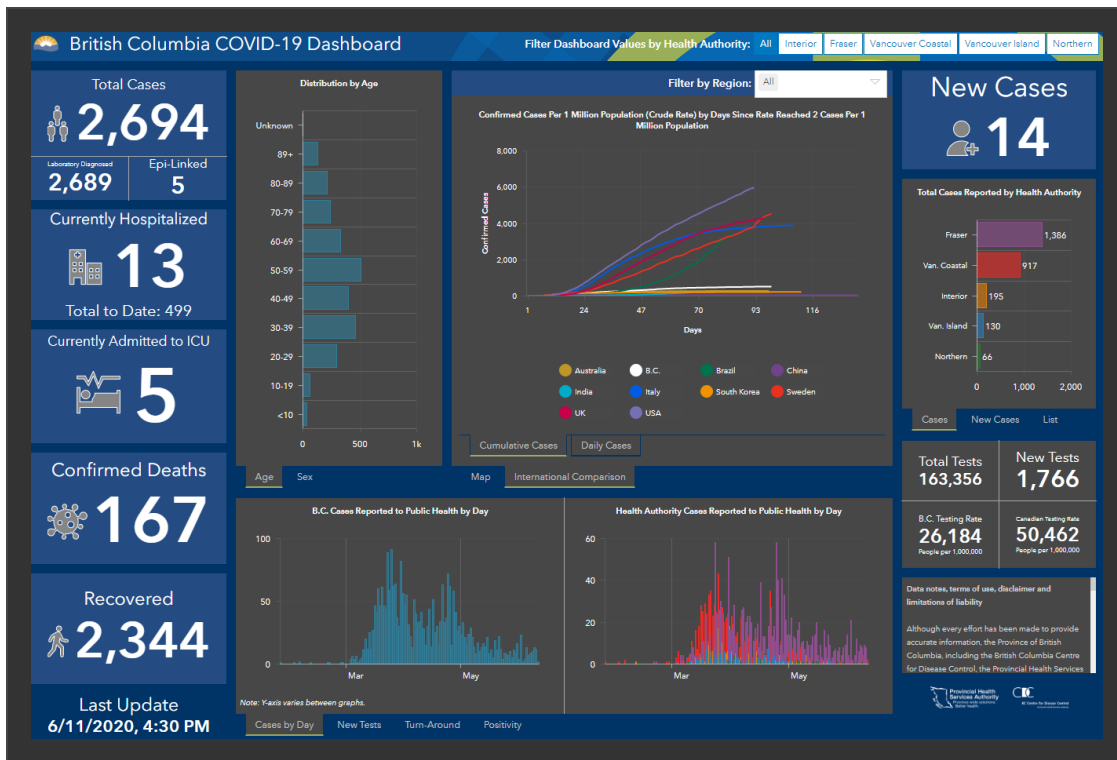 British Columbia COVID-19 Dashboard
Filter Dashboard Values by Health Authority: All Interior Fraser Vancouver Coastal Vancouver Island Northern
Total Cases
2,694
Laboratory Diagnosed
2,689
Epi-Linked
5
Currently Hospitalized
13
Total to Date: 499
Currently Admitted to ICU
5
Confirmed Deaths
167
Recovered
2,344
Last Update
6/11/2020, 4:30 PM
Distribution by Age
Unknown
89+
80-89
70-79
60-69
50-59
40-49
30-39
20-29
10-19
<10
0 500 1k
Age Sex
Filter by Region: All
Confirmed Cases Per 1 Million Population (Crude Rate) by Days Since Rate Reached 2 Cases Per 1
Million Population
Confirmed Cases
8,000
6,000
4,000
2,000
0
1 24 47 70 93 116
Days
Australia B.C. Brazil China
India Italy South Korea Sweden
UK USA
Cumulative Cases Daily Cases
Map International Comparison
New Cases
14
Total Cases Reported by Health Authority
Fraser 1,386
Van. Coastal 917
Interior 195
Van. Island 130
Northern 66
0 1,000 2,000
Cases New Cases List
Total Tests
163,356
New Tests
1,766
B.C. Testing Rate
26,184
People per 1,000,000
Canadian Testing Rate
50,462
People per 1,000,000
B.C. Cases Reported to Public Health by Day
100
50
0
Mar May
Note: Y-axis varies between graphs.
Health Authority Cases Reported to Public Health by Day
60
40
20
0
Mar May
Cases by Day New Tests Turn-Around Positivity
Data notes, terms of use, disclaimer and
limitations of liability
Although every effort has been made to provide
accurate information, the Province of British
Columbia, including the British Columbia Centre
for Disease Control, the Provincial Health Services
Provincial Health
Services Authority
Province-wide solutions.
Better health.
BC Centre for Disease Control